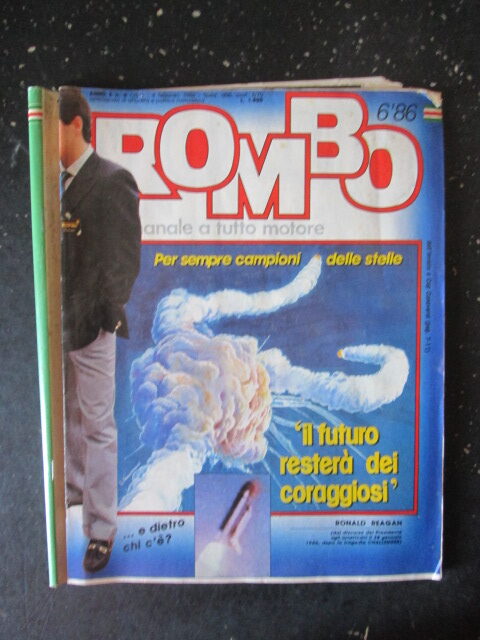 ROMBO
6'86
manale a tutto motore
Per sempre campioni delle stelle
'il futuro
resterà dei
coraggiosi'
RONALD REAGAN
... e dietro
chi c'è?